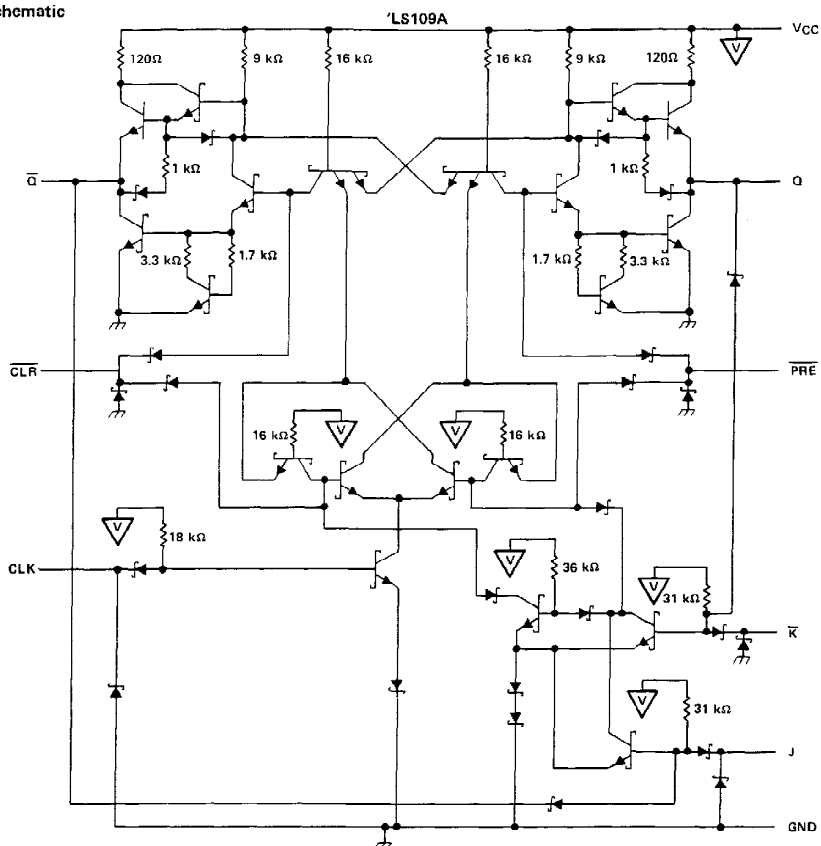 chematic
'LS109A
VCC
120Ω
9 kΩ
16 kΩ
16 kΩ
9 kΩ
120Ω
V
1 kΩ
1 kΩ
Q̅
Q
3.3 kΩ
1.7 kΩ
1.7 kΩ
3.3 kΩ
C̅L̅R̅
P̅R̅E̅
16 kΩ
V
V
16 kΩ
V
18 kΩ
CLK
V
36 kΩ
V
31 kΩ
K̅
V
31 kΩ
J
GND